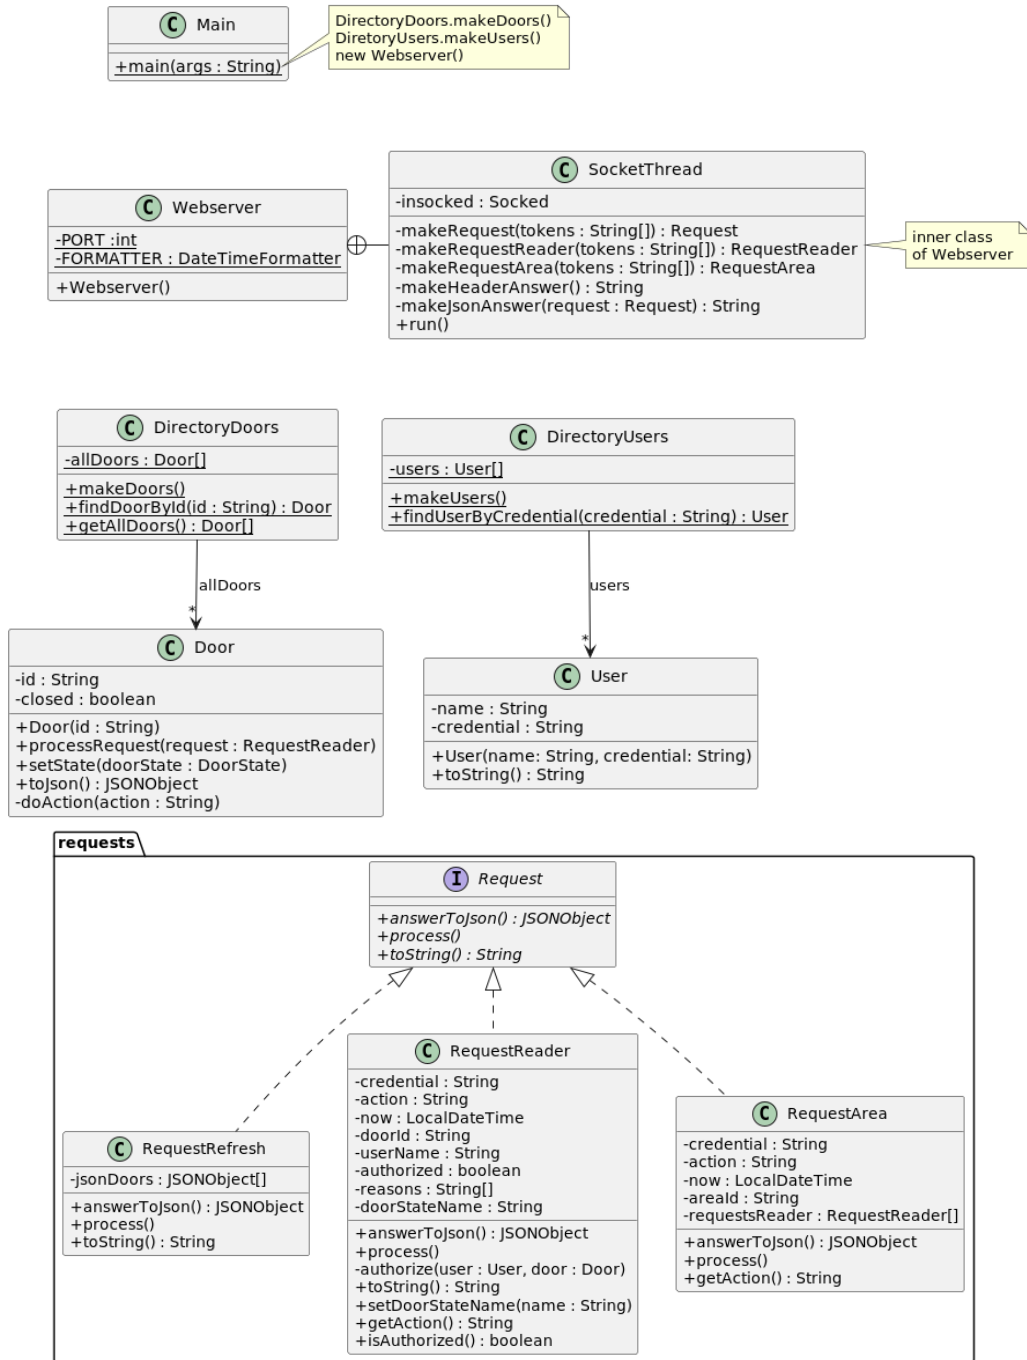 C Main
+main(args : String)
DirectoryDoors.makeDoors()
DiretoryUsers.makeUsers()
new Webserver()
C Webserver
-PORT :int
-FORMATTER : DateTimeFormatter
+Webserver()
C SocketThread
-insocked : Socked
-makeRequest(tokens : String[]) : Request
-makeRequestReader(tokens : String[]) : RequestReader
-makeRequestArea(tokens : String[]) : RequestArea
-makeHeaderAnswer() : String
-makeJsonAnswer(request : Request) : String
+run()
inner class
of Webserver
C DirectoryDoors
-allDoors : Door[]
+makeDoors()
+findDoorById(id : String) : Door
+getAllDoors() : Door[]
C DirectoryUsers
-users : User[]
+makeUsers()
+findUserByCredential(credential : String) : User
allDoors
*
users
*
C Door
-id : String
-closed : boolean
+Door(id : String)
+processRequest(request : RequestReader)
+setState(doorState : DoorState)
+toJson() : JSONObject
-doAction(action : String)
C User
-name : String
-credential : String
+User(name: String, credential: String)
+toString() : String
requests
I Request
+answerToJson() : JSONObject
+process()
+toString() : String
C RequestRefresh
-jsonDoors : JSONObject[]
+answerToJson() : JSONObject
+process()
+toString() : String
C RequestReader
-credential : String
-action : String
-now : LocalDateTime
-doorId : String
-userName : String
-authorized : boolean
-reasons : String[]
-doorStateName : String
+answerToJson() : JSONObject
+process()
-authorize(user : User, door : Door)
+toString() : String
+setDoorStateName(name : String)
+getAction() : String
+isAuthorized() : boolean
C RequestArea
-credential : String
-action : String
-now : LocalDateTime
-areaId : String
-requestsReader : RequestReader[]
+answerToJson() : JSONObject
+process()
+getAction() : String